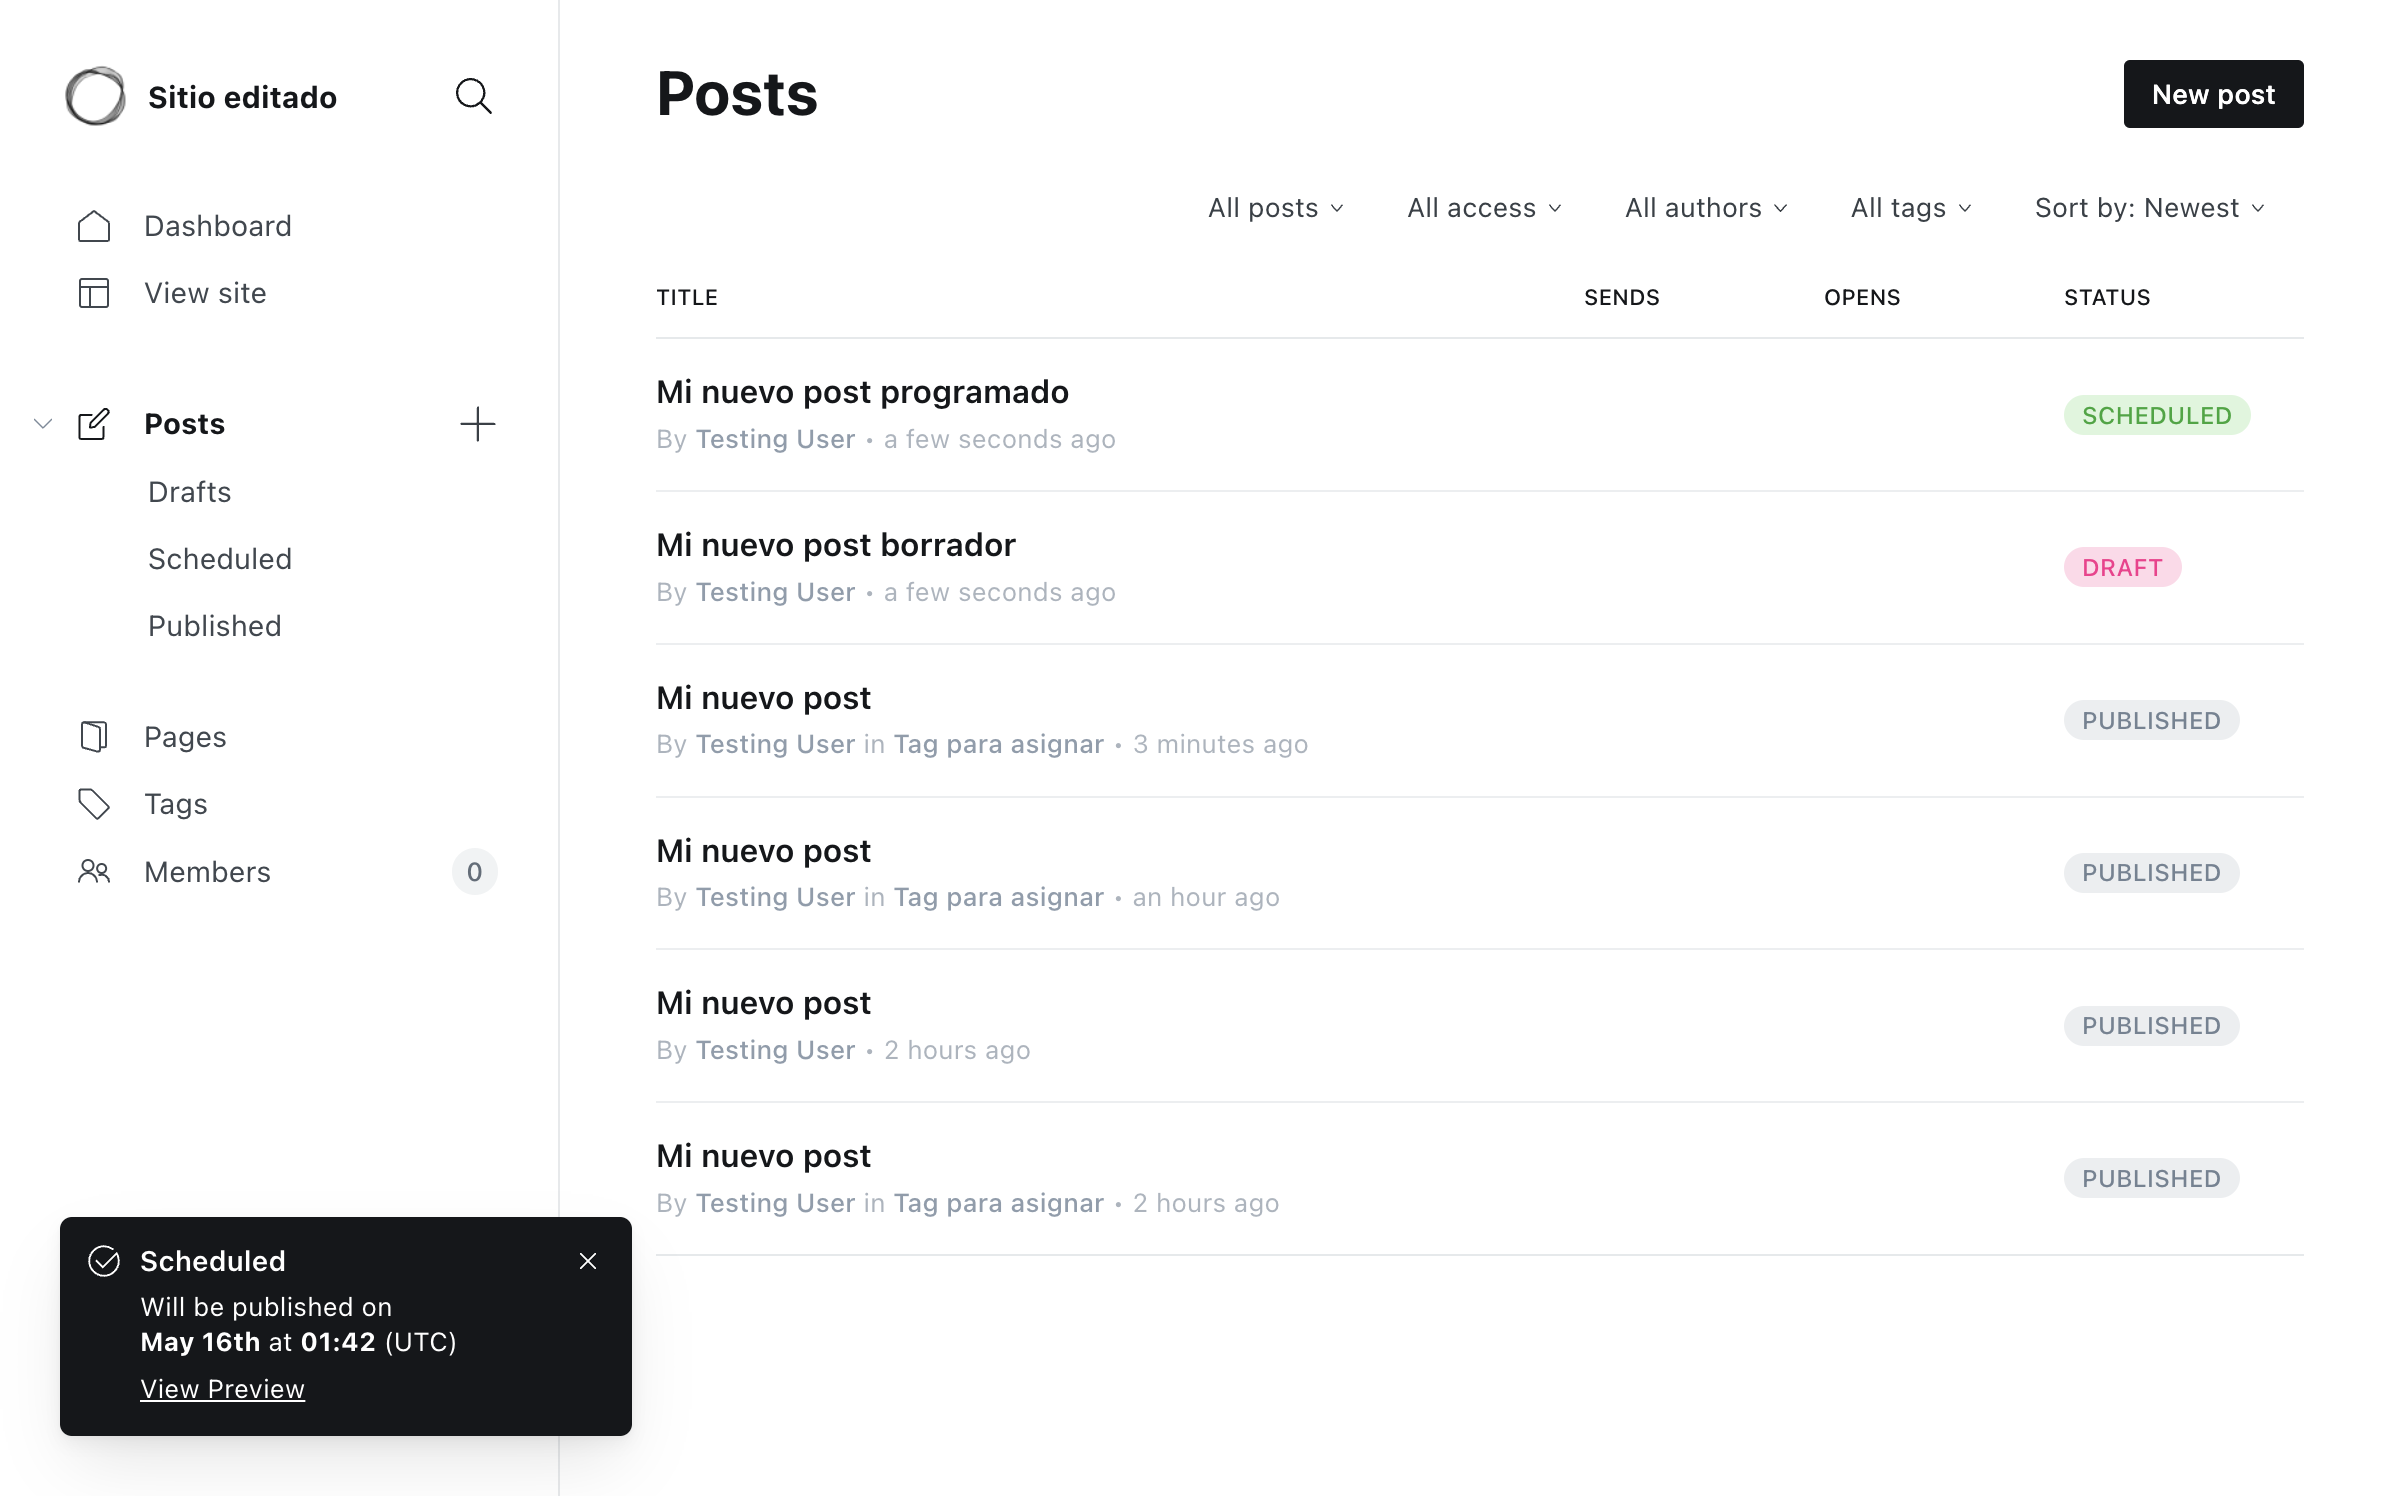 Sitio editado
Dashboard
View site
Posts
Drafts
Scheduled
Published
Pages
Tags
Members 0
Posts
New post
All posts All access All authors All tags Sort by: Newest
TITLE SENDS OPENS STATUS
Mi nuevo post programado
By Testing User • a few seconds ago
SCHEDULED
Mi nuevo post borrador
By Testing User • a few seconds ago
DRAFT
Mi nuevo post
By Testing User in Tag para asignar • 3 minutes ago
PUBLISHED
Mi nuevo post
By Testing User in Tag para asignar • an hour ago
PUBLISHED
Mi nuevo post
By Testing User • 2 hours ago
PUBLISHED
Mi nuevo post
By Testing User in Tag para asignar • 2 hours ago
PUBLISHED
Scheduled
Will be published on
May 16th at 01:42 (UTC)
View Preview